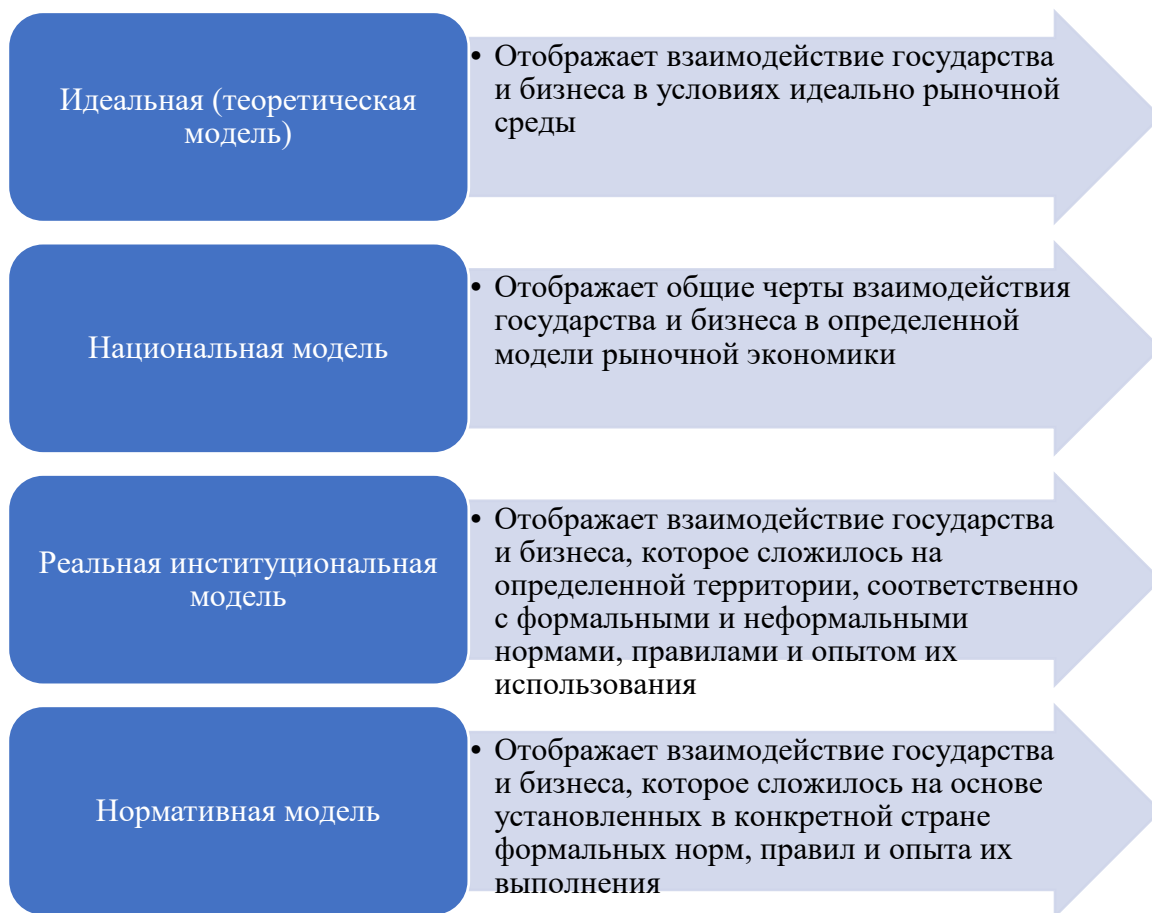 Идеальная (теоретическая
модель)
• Отображает взаимодействие государства
и бизнеса в условиях идеально рыночной
среды
Национальная модель
• Отображает общие черты взаимодействия
государства и бизнеса в определенной
модели рыночной экономики
Реальная институциональная
модель
• Отображает взаимодействие государства
и бизнеса, которое сложилось на
определенной территории, соответственно
с формальными и неформальными
нормами, правилами и опытом их
использования
Нормативная модель
• Отображает взаимодействие государства
и бизнеса, которое сложилось на основе
установленных в конкретной стране
формальных норм, правил и опыта их
выполнения